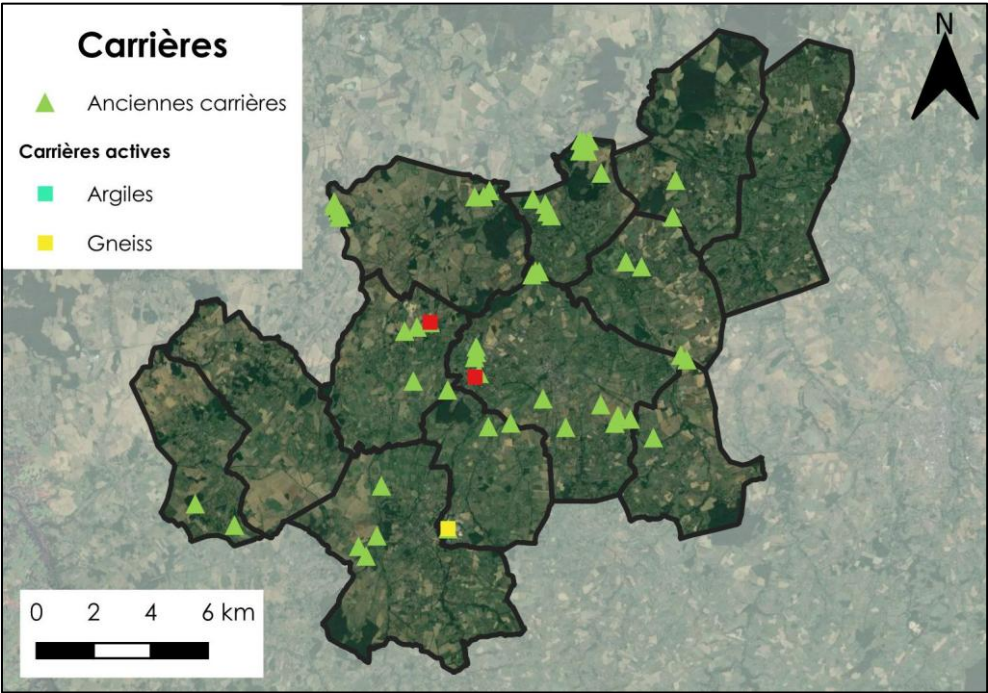 Carrières
Anciennes carrières
Carrières actives
Argiles
Gneiss
N
0 2 4 6 km